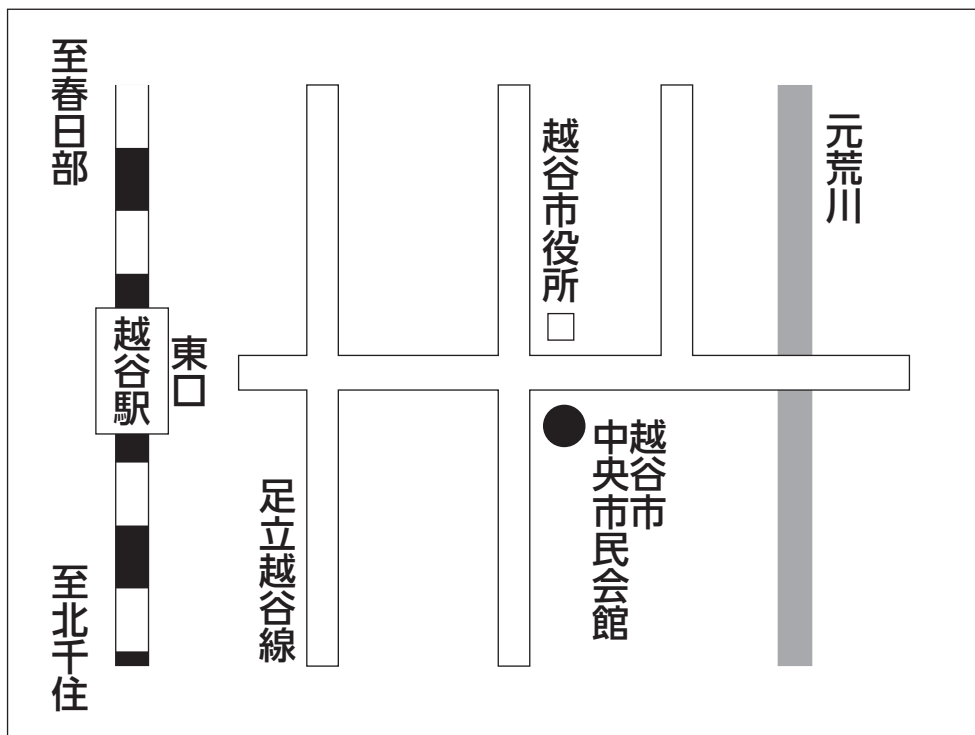 至春日部
越谷駅
東口
至北千住
足立越谷線
越谷市役所
越谷市
中央市民会館
元荒川